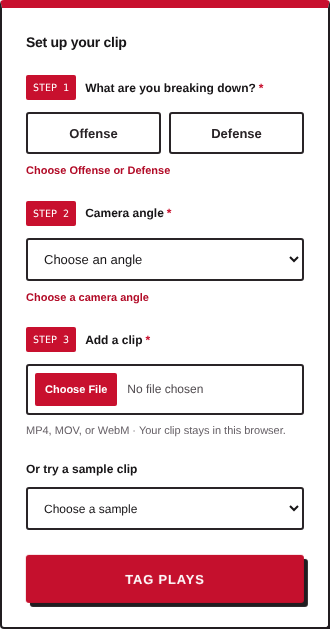 Set up your clip
STEP 1 What are you breaking down? *
Offense Defense
Choose Offense or Defense
STEP 2 Camera angle *
Choose an angle
Choose a camera angle
STEP 3 Add a clip *
Choose File No file chosen
MP4, MOV, or WebM · Your clip stays in this browser.
Or try a sample clip
Choose a sample
TAG PLAYS